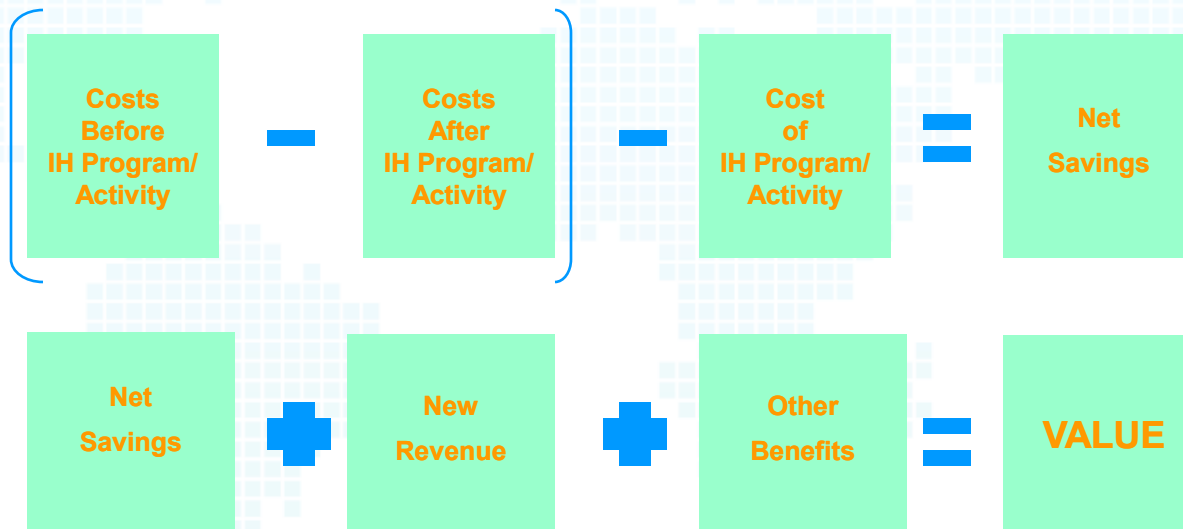 Costs
Before
IH Program/
Activity
Costs
After
IH Program/
Activity
Cost
of
IH Program/
Activity
Net
Savings
Net
Savings
New
Revenue
Other
Benefits
VALUE